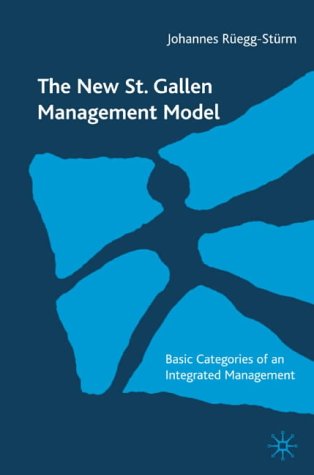 Johannes Rüegg-Stürm
The New St. Gallen
Management Model
Basic Categories of an
Integrated Management